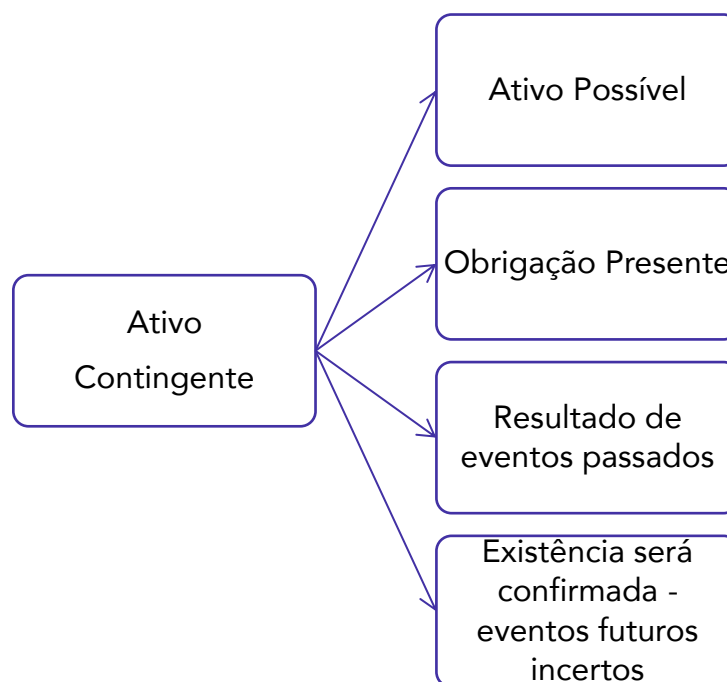 Ativo
Contingente
Ativo Possível
Obrigação Presente
Resultado de
eventos passados
Existência será
confirmada -
eventos futuros
incertos